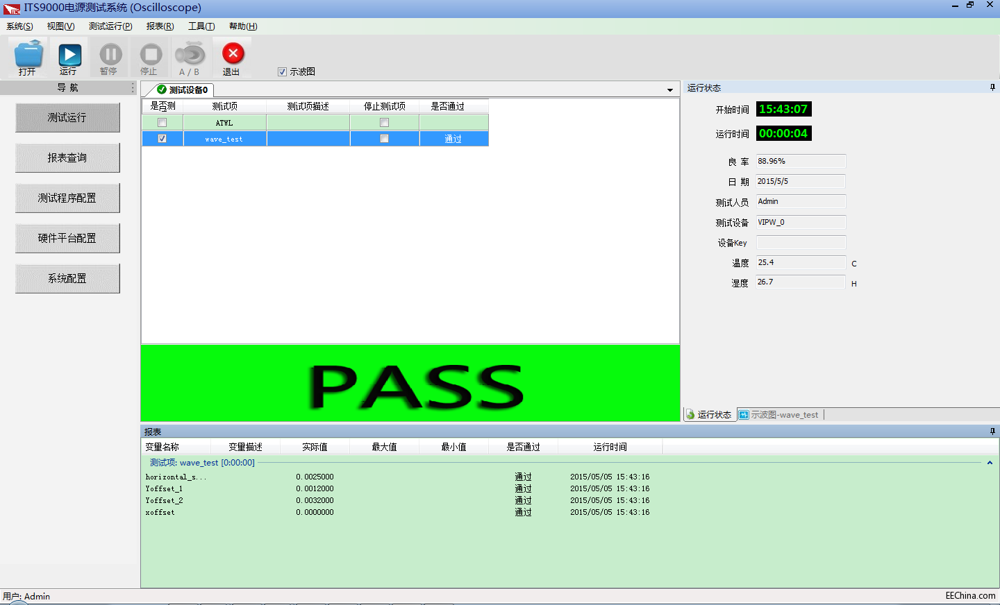 ITS9000电源测试系统 (Oscilloscope)
系统(S) 视图(V) 测试运行(P) 报表(R) 工具(T) 帮助(H)
打开 运行 暂停 停止 A / B 退出 示波图
导 航
测试运行
报表查询
测试程序配置
硬件平台配置
系统配置
测试设备0
是否测 测试项 测试项描述 停止测试项 是否通过
ATWL
wave_test 通过
PASS
运行状态
开始时间 15:43:07
运行时间 00:00:04
良 率 88.96%
日 期 2015/5/5
测试人员 Admin
测试设备 VIPW_0
设备Key
温度 25.4 C
湿度 26.7 H
运行状态 示波图-wave_test
报表
变量名称 变量描述 实际值 最大值 最小值 是否通过 运行时间
测试项: wave_test [0:00:00]
horizontal_s... 0.0025000 通过 2015/05/05 15:43:16
Yoffset_1 0.0012000 通过 2015/05/05 15:43:16
Yoffset_2 0.0032000 通过 2015/05/05 15:43:16
xoffset 0.0000000 通过 2015/05/05 15:43:16
用户: Admin
EEChina.com